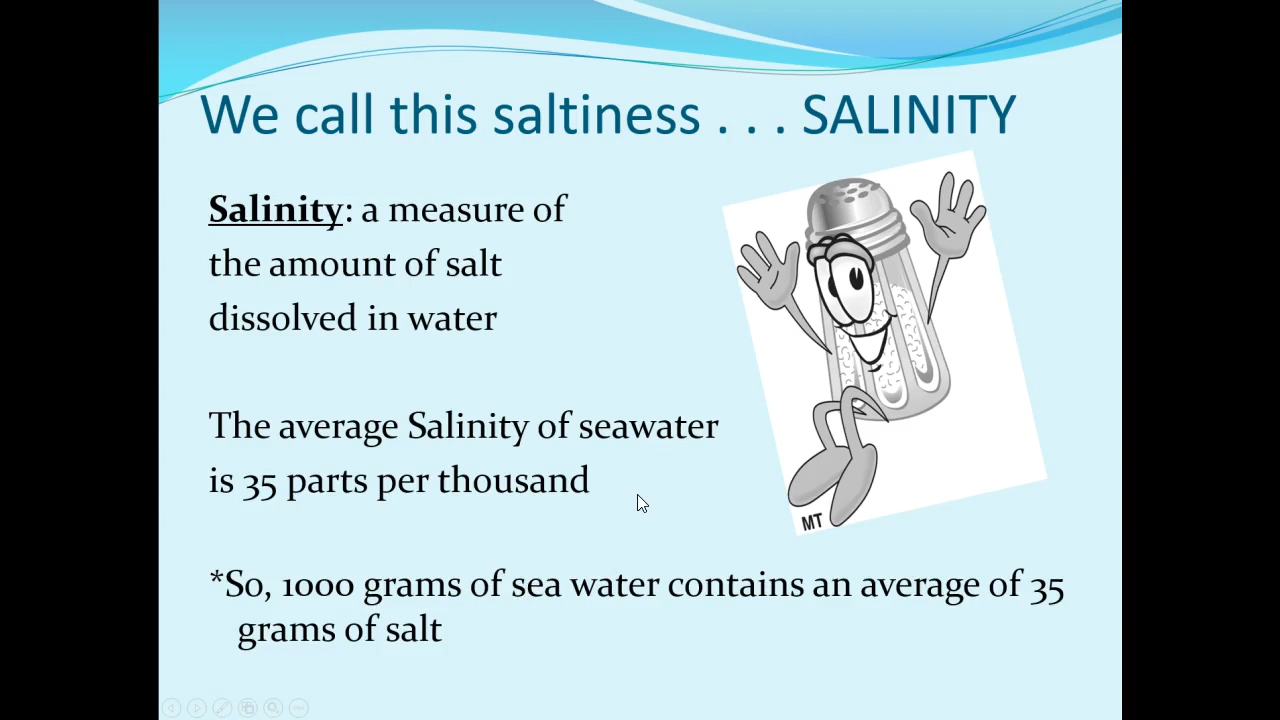 We call this saltiness . . . SALINITY
Salinity: a measure of
the amount of salt
dissolved in water
The average Salinity of seawater
is 35 parts per thousand
MT
*So, 1000 grams of sea water contains an average of 35
grams of salt